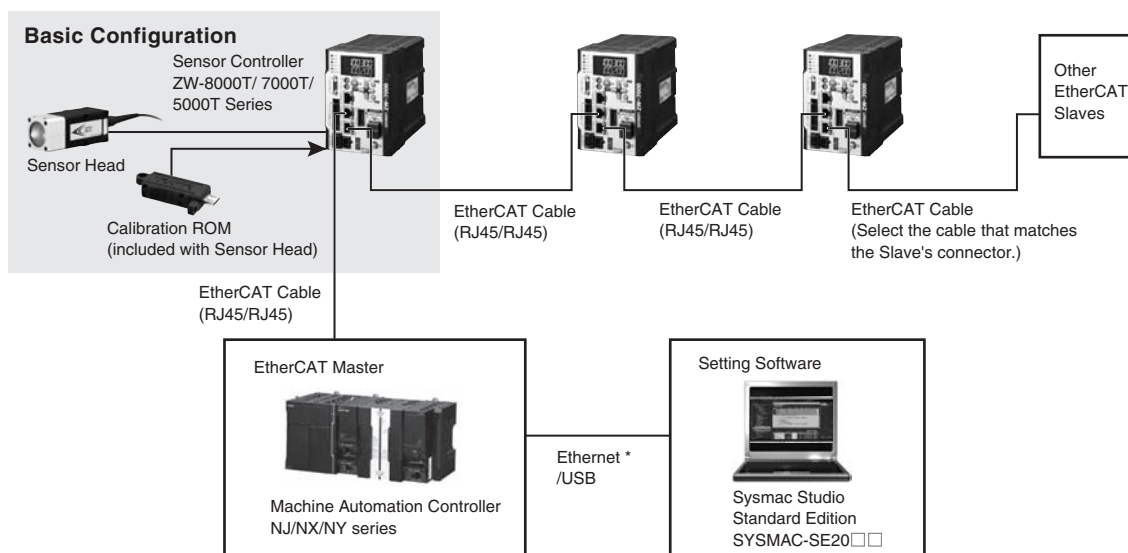 Basic Configuration
Sensor Controller
ZW-8000T/ 7000T/
5000T Series
Sensor Head
Calibration ROM
(included with Sensor Head)
EtherCAT Cable
(RJ45/RJ45)
EtherCAT Cable
(RJ45/RJ45)
EtherCAT Cable
(Select the cable that matches
the Slave's connector.)
Other
EtherCAT
Slaves
EtherCAT Cable
(RJ45/RJ45)
EtherCAT Master
Machine Automation Controller
NJ/NX/NY series
Ethernet *
/USB
Setting Software
Sysmac Studio
Standard Edition
SYSMAC-SE20□□